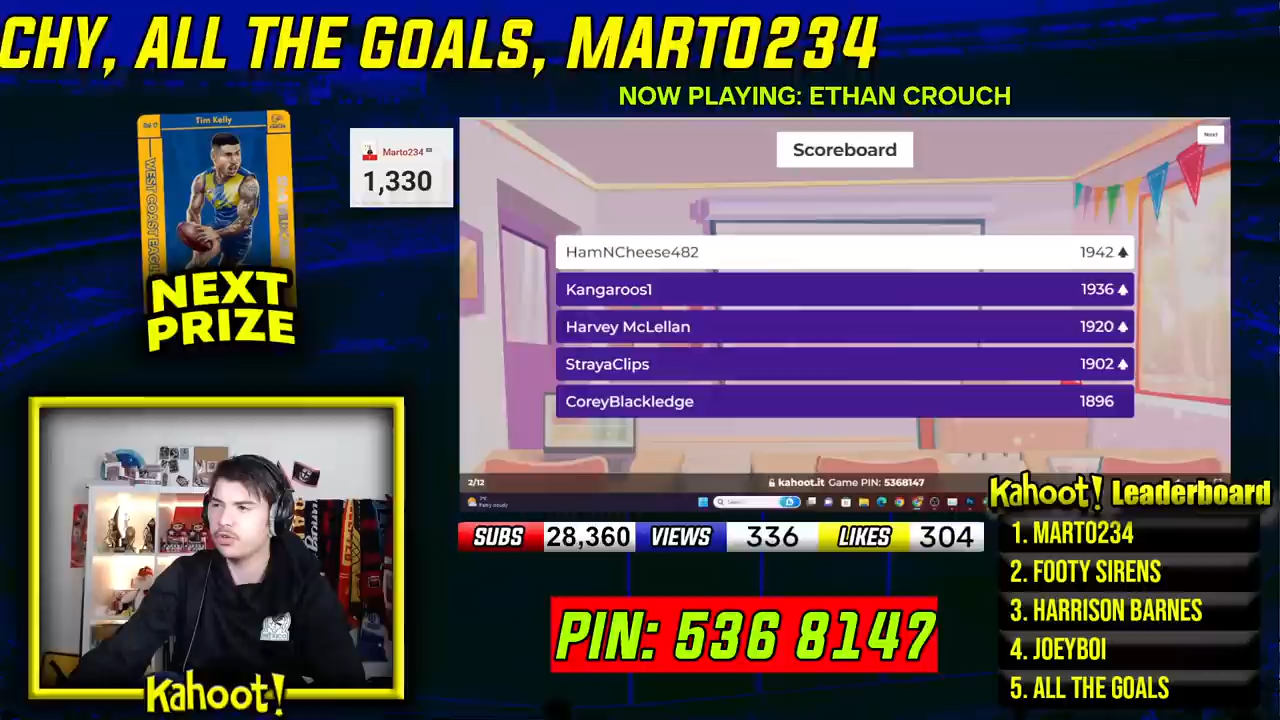 CHY, ALL THE GOALS, MARTO234
NOW PLAYING: ETHAN CROUCH
Tim Kelly
WEST COAST EAGL
NEXT
PRIZE
Marto234
1,330
Scoreboard
Next
HamNCheese482 1942
Kangaroos1 1936
Harvey McLellan 1920
StrayaClips 1902
CoreyBlackledge 1896
2/12
kahoot.it Game PIN: 5368147
Search
SUBS 28,360 VIEWS 336 LIKES 304
PIN: 536 8147
Kahoot! Leaderboard
1. MARTO234
2. FOOTY SIRENS
3. HARRISON BARNES
4. JOEYBOI
5. ALL THE GOALS
MEXICO
Kahoot!